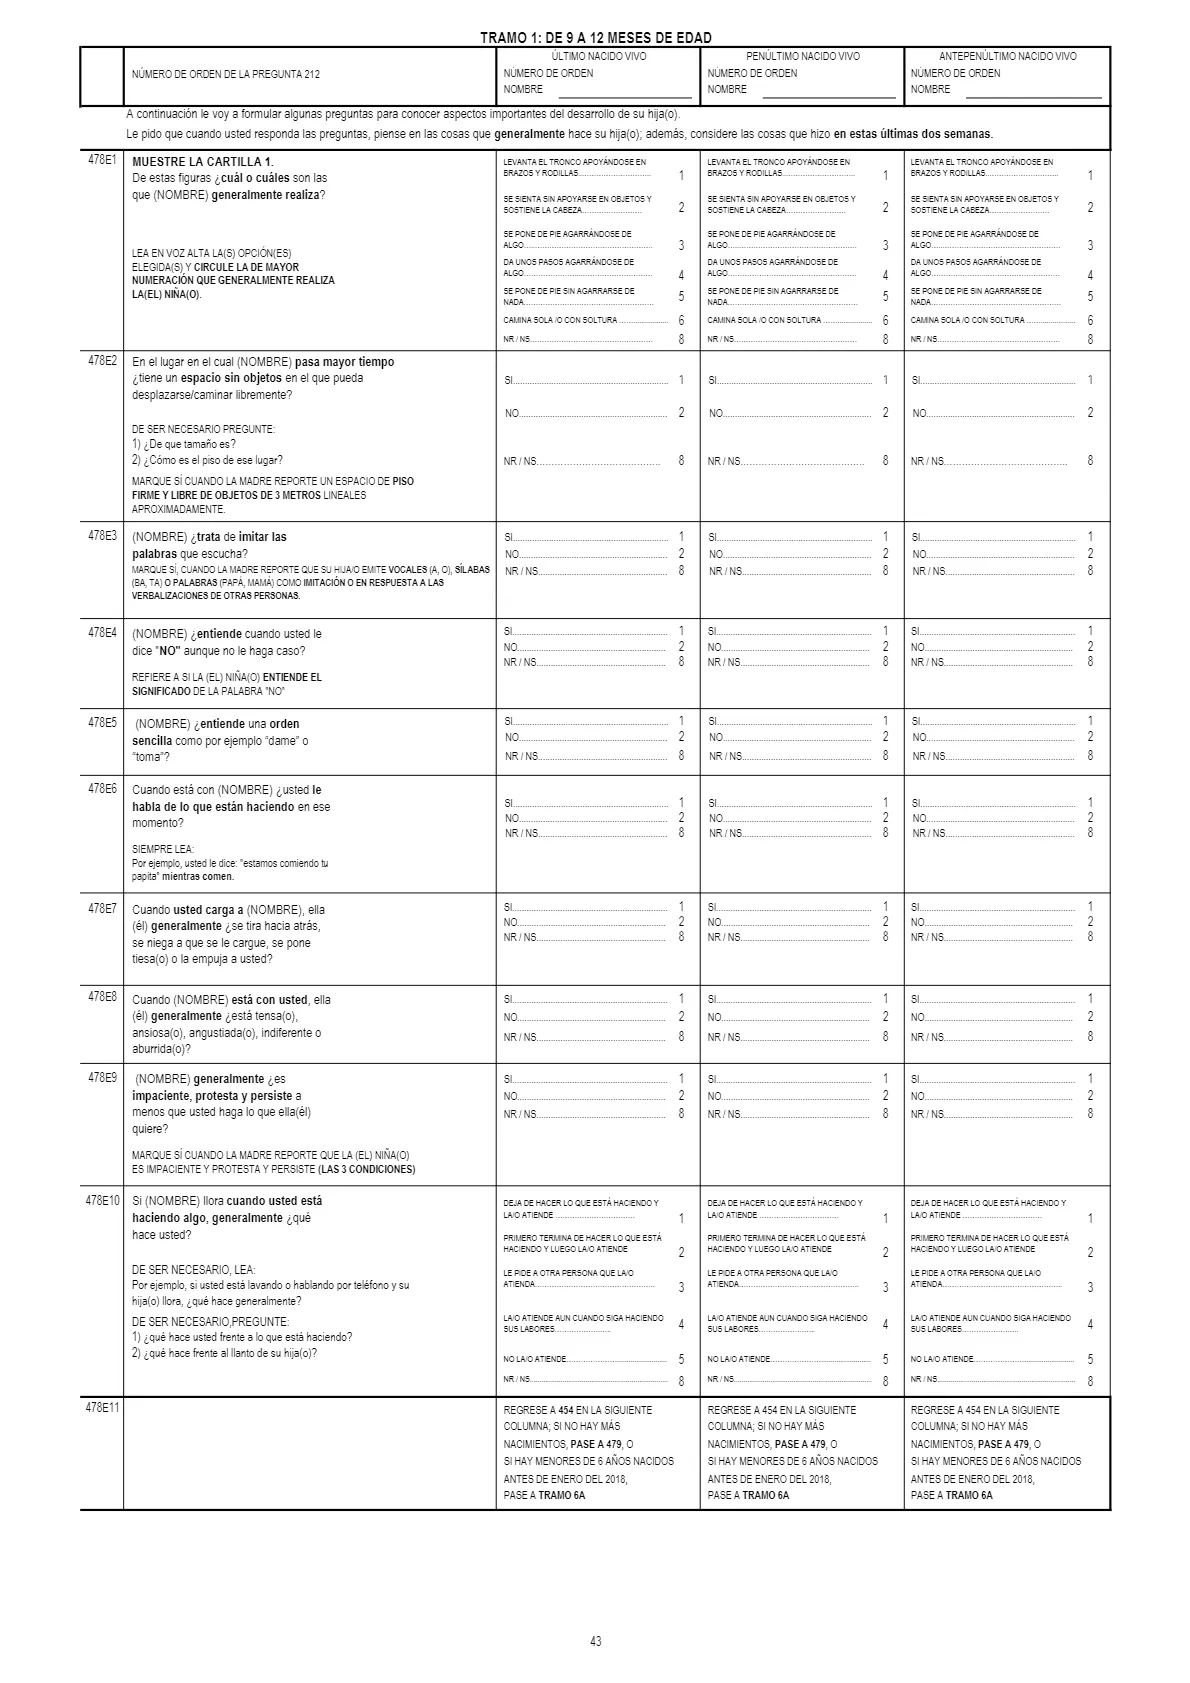 TRAMO 1: DE 9 A 12 MESES DE EDAD
NÚMERO DE ORDEN DE LA PREGUNTA 212
ÚLTIMO NACIDO VIVO
NÚMERO DE ORDEN
NOMBRE
PENÚLTIMO NACIDO VIVO
NÚMERO DE ORDEN
NOMBRE
ANTEPENÚLTIMO NACIDO VIVO
NÚMERO DE ORDEN
NOMBRE
A continuación le voy a formular algunas preguntas para conocer aspectos importantes del desarrollo de su hija(o).
Le pido que cuando usted responda las preguntas, piense en las cosas que generalmente hace su hija(o); además, considere las cosas que hizo en estas últimas dos semanas.
478E1
MUESTRE LA CARTILLA 1.
De estas figuras ¿cuál o cuáles son las
que (NOMBRE) generalmente realiza?
LEA EN VOZ ALTA LA(S) OPCIÓN(ES)
ELEGIDA(S) Y CIRCULE LA DE MAYOR
NUMERACIÓN QUE GENERALMENTE REALIZA
LA(EL) NIÑA(O).
LEVANTA EL TRONCO APOYÁNDOSE EN
BRAZOS Y RODILLAS.............................. 1
SE SIENTA SIN APOYARSE EN OBJETOS Y
SOSTIENE LA CABEZA......................... 2
SE PONE DE PIE AGARRÁNDOSE DE
ALGO..................................................... 3
DA UNOS PASOS AGARRÁNDOSE DE
ALGO..................................................... 4
SE PONE DE PIE SIN AGARRARSE DE
NADA..................................................... 5
CAMINA SOLA /O CON SOLTURA ..................... 6
NR / NS................................................... 8
LEVANTA EL TRONCO APOYÁNDOSE EN
BRAZOS Y RODILLAS.............................. 1
SE SIENTA SIN APOYARSE EN OBJETOS Y
SOSTIENE LA CABEZA......................... 2
SE PONE DE PIE AGARRÁNDOSE DE
ALGO..................................................... 3
DA UNOS PASOS AGARRÁNDOSE DE
ALGO..................................................... 4
SE PONE DE PIE SIN AGARRARSE DE
NADA..................................................... 5
CAMINA SOLA /O CON SOLTURA ..................... 6
NR / NS................................................... 8
LEVANTA EL TRONCO APOYÁNDOSE EN
BRAZOS Y RODILLAS.............................. 1
SE SIENTA SIN APOYARSE EN OBJETOS Y
SOSTIENE LA CABEZA......................... 2
SE PONE DE PIE AGARRÁNDOSE DE
ALGO..................................................... 3
DA UNOS PASOS AGARRÁNDOSE DE
ALGO..................................................... 4
SE PONE DE PIE SIN AGARRARSE DE
NADA..................................................... 5
CAMINA SOLA /O CON SOLTURA ..................... 6
NR / NS................................................... 8
478E2
En el lugar en el cual (NOMBRE) pasa mayor tiempo
¿tiene un espacio sin objetos en el que pueda
desplazarse/caminar libremente?
DE SER NECESARIO PREGUNTE:
1) ¿De que tamaño es?
2) ¿Cómo es el piso de ese lugar?
MARQUE SÍ CUANDO LA MADRE REPORTE UN ESPACIO DE PISO
FIRME Y LIBRE DE OBJETOS DE 3 METROS LINEALES
APROXIMADAMENTE.
SI................................................ 1
NO.............................................. 2
NR / NS........................................ 8
SI................................................ 1
NO.............................................. 2
NR / NS........................................ 8
SI................................................ 1
NO.............................................. 2
NR / NS........................................ 8
478E3
(NOMBRE) ¿trata de imitar las
palabras que escucha?
MARQUE SÍ, CUANDO LA MADRE REPORTE QUE SU HIJA/O EMITE VOCALES (A, O), SÍLABAS
(BA, TA) O PALABRAS (PAPÁ, MAMÁ) COMO IMITACIÓN O EN RESPUESTA A LAS
VERBALIZACIONES DE OTRAS PERSONAS.
SI................................................ 1
NO.............................................. 2
NR / NS........................................ 8
SI................................................ 1
NO.............................................. 2
NR / NS........................................ 8
SI................................................ 1
NO.............................................. 2
NR / NS........................................ 8
478E4
(NOMBRE) ¿entiende cuando usted le
dice "NO" aunque no le haga caso?
REFIERE A SI LA (EL) NIÑA(O) ENTIENDE EL
SIGNIFICADO DE LA PALABRA "NO"
SI................................................ 1
NO.............................................. 2
NR / NS........................................ 8
SI................................................ 1
NO.............................................. 2
NR / NS........................................ 8
SI................................................ 1
NO.............................................. 2
NR / NS........................................ 8
478E5
(NOMBRE) ¿entiende una orden
sencilla como por ejemplo “dame” o
“toma”?
SI................................................ 1
NO.............................................. 2
NR / NS........................................ 8
SI................................................ 1
NO.............................................. 2
NR / NS........................................ 8
SI................................................ 1
NO.............................................. 2
NR / NS........................................ 8
478E6
Cuando está con (NOMBRE) ¿usted le
habla de lo que están haciendo en ese
momento?
SIEMPRE LEA:
Por ejemplo, usted le dice: "estamos comiendo tu
papita" mientras comen.
SI................................................ 1
NO.............................................. 2
NR / NS........................................ 8
SI................................................ 1
NO.............................................. 2
NR / NS........................................ 8
SI................................................ 1
NO.............................................. 2
NR / NS........................................ 8
478E7
Cuando usted carga a (NOMBRE), ella
(él) generalmente ¿se tira hacia atrás,
se niega a que se le cargue, se pone
tiesa(o) o la empuja a usted?
SI................................................ 1
NO.............................................. 2
NR / NS........................................ 8
SI................................................ 1
NO.............................................. 2
NR / NS........................................ 8
SI................................................ 1
NO.............................................. 2
NR / NS........................................ 8
478E8
Cuando (NOMBRE) está con usted, ella
(él) generalmente ¿está tensa(o),
ansiosa(o), angustiada(o), indiferente o
aburrida(o)?
SI................................................ 1
NO.............................................. 2
NR / NS........................................ 8
SI................................................ 1
NO.............................................. 2
NR / NS........................................ 8
SI................................................ 1
NO.............................................. 2
NR / NS........................................ 8
478E9
(NOMBRE) generalmente ¿es
impaciente, protesta y persiste a
menos que usted haga lo que ella(él)
quiere?
MARQUE SÍ CUANDO LA MADRE REPORTE QUE LA (EL) NIÑA(O)
ES IMPACIENTE Y PROTESTA Y PERSISTE (LAS 3 CONDICIONES)
SI................................................ 1
NO.............................................. 2
NR / NS........................................ 8
SI................................................ 1
NO.............................................. 2
NR / NS........................................ 8
SI................................................ 1
NO.............................................. 2
NR / NS........................................ 8
478E10
Si (NOMBRE) llora cuando usted está
haciendo algo, generalmente ¿qué
hace usted?
DE SER NECESARIO, LEA:
Por ejemplo, si usted está lavando o hablando por teléfono y su
hija(o) llora, ¿qué hace generalmente?
DE SER NECESARIO,PREGUNTE:
1) ¿qué hace usted frente a lo que está haciendo?
2) ¿qué hace frente al llanto de su hija(o)?
DEJA DE HACER LO QUE ESTÁ HACIENDO Y
LA/O ATIENDE ................................. 1
PRIMERO TERMINA DE HACER LO QUE ESTÁ
HACIENDO Y LUEGO LA/O ATIENDE 2
LE PIDE A OTRA PERSONA QUE LA/O
ATIENDA................................................. 3
LA/O ATIENDE AUN CUANDO SIGA HACIENDO
SUS LABORES........................ 4
NO LA/O ATIENDE......................................... 5
NR / NS......................................................... 8
DEJA DE HACER LO QUE ESTÁ HACIENDO Y
LA/O ATIENDE ................................. 1
PRIMERO TERMINA DE HACER LO QUE ESTÁ
HACIENDO Y LUEGO LA/O ATIENDE 2
LE PIDE A OTRA PERSONA QUE LA/O
ATIENDA................................................. 3
LA/O ATIENDE AUN CUANDO SIGA HACIENDO
SUS LABORES........................ 4
NO LA/O ATIENDE......................................... 5
NR / NS......................................................... 8
DEJA DE HACER LO QUE ESTÁ HACIENDO Y
LA/O ATIENDE ................................. 1
PRIMERO TERMINA DE HACER LO QUE ESTÁ
HACIENDO Y LUEGO LA/O ATIENDE 2
LE PIDE A OTRA PERSONA QUE LA/O
ATIENDA................................................. 3
LA/O ATIENDE AUN CUANDO SIGA HACIENDO
SUS LABORES........................ 4
NO LA/O ATIENDE......................................... 5
NR / NS......................................................... 8
478E11
REGRESE A 454 EN LA SIGUIENTE
COLUMNA; SI NO HAY MÁS
NACIMIENTOS, PASE A 479, O
SI HAY MENORES DE 6 AÑOS NACIDOS
ANTES DE ENERO DEL 2018,
PASE A TRAMO 6A
REGRESE A 454 EN LA SIGUIENTE
COLUMNA; SI NO HAY MÁS
NACIMIENTOS, PASE A 479, O
SI HAY MENORES DE 6 AÑOS NACIDOS
ANTES DE ENERO DEL 2018,
PASE A TRAMO 6A
REGRESE A 454 EN LA SIGUIENTE
COLUMNA; SI NO HAY MÁS
NACIMIENTOS, PASE A 479, O
SI HAY MENORES DE 6 AÑOS NACIDOS
ANTES DE ENERO DEL 2018,
PASE A TRAMO 6A
43